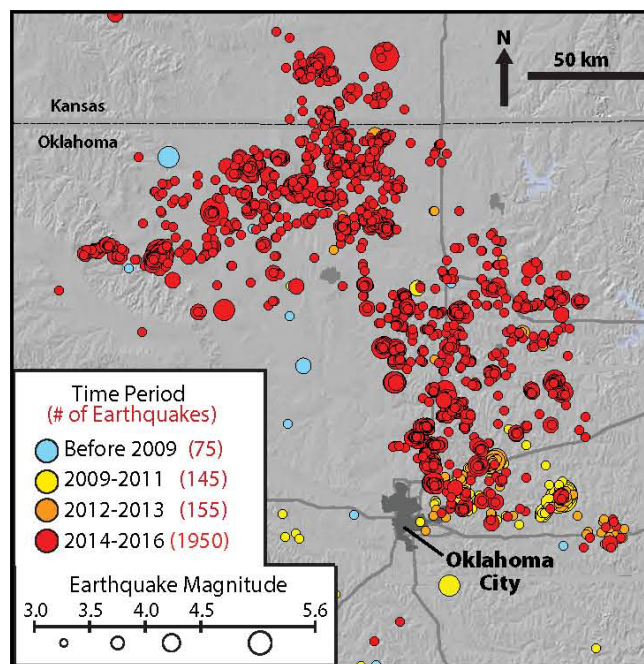 N
50 km
Kansas
Oklahoma
Time Period
(# of Earthquakes)
Before 2009 (75)
2009-2011 (145)
2012-2013 (155)
2014-2016 (1950)
Oklahoma
City
Earthquake Magnitude
3.0 3.5 4.0 4.5 5.6